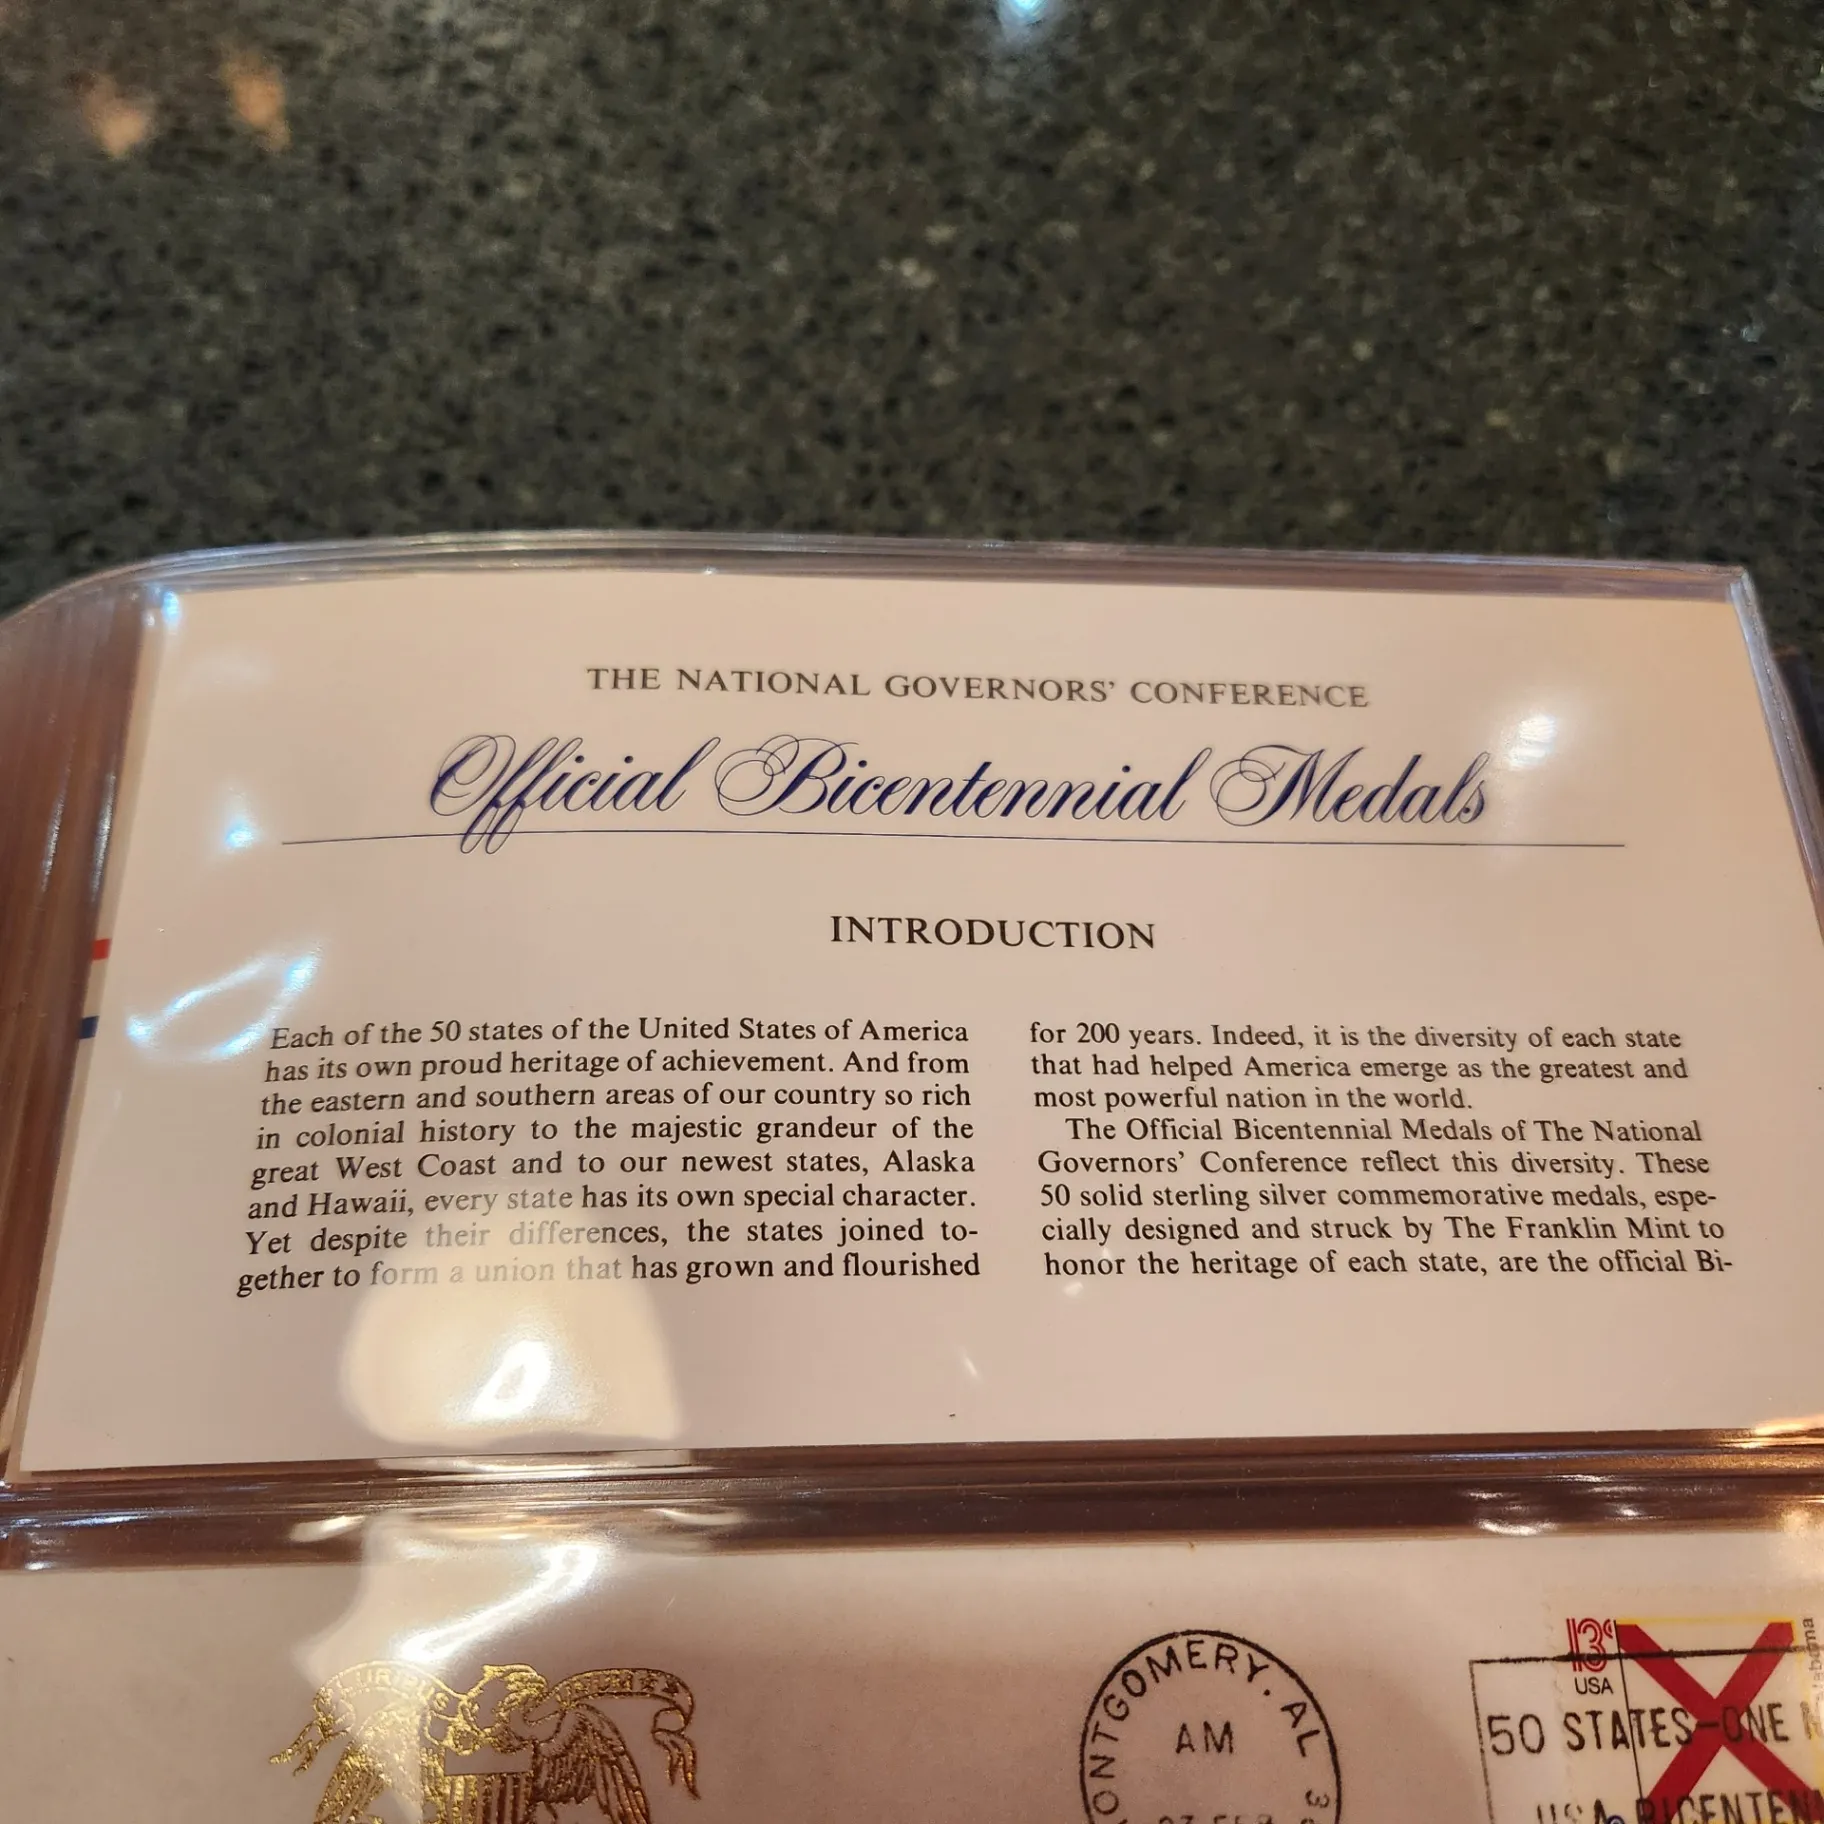 THE NATIONAL GOVERNORS' CONFERENCE
Official Bicentennial Medals
INTRODUCTION
Each of the 50 states of the United States of America
has its own proud heritage of achievement. And from
the eastern and southern areas of our country so rich
in colonial history to the majestic grandeur of the
great West Coast and to our newest states, Alaska
and Hawaii, every state has its own special character.
Yet despite their differences, the states joined to-
gether to form a union that has grown and flourished
for 200 years. Indeed, it is the diversity of each state
that had helped America emerge as the greatest and
most powerful nation in the world.
The Official Bicentennial Medals of The National
Governors' Conference reflect this diversity. These
50 solid sterling silver commemorative medals, espe-
cially designed and struck by The Franklin Mint to
honor the heritage of each state, are the official Bi-
MONTGOMERY, AL
AM
13c
USA
50 STATES-ONE
USA BICENTEN